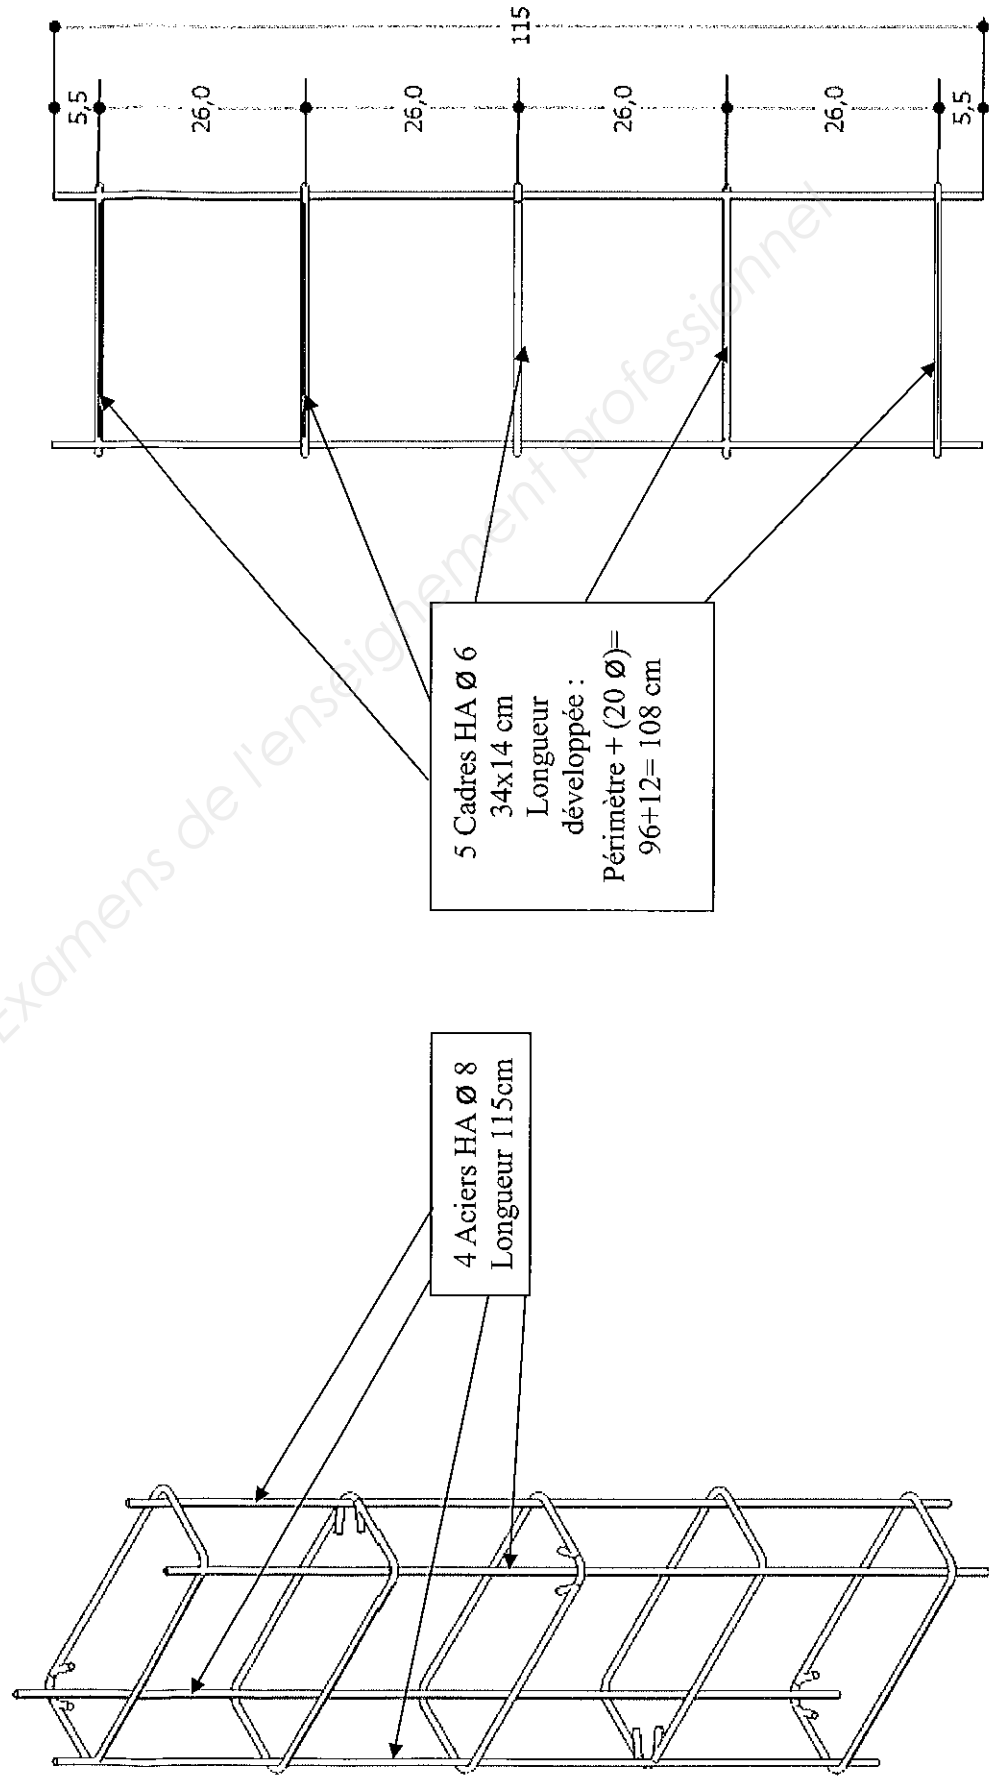 4 Aciers HA Ø 8
Longueur 115cm
5 Cadres HA Ø 6
34x14 cm
Longueur
développée :
Périmètre + (20 Ø)=
96+12= 108 cm
5,5
26,0
26,0
26,0
26,0
5,5
115
Examens de l'enseignement professionnel